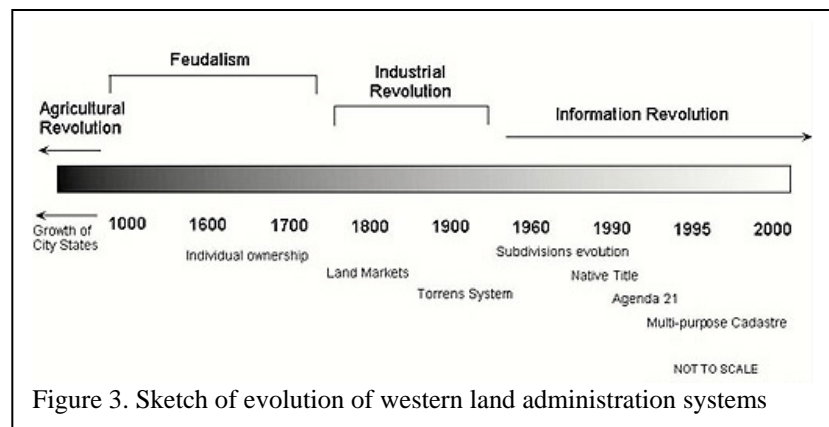 Feudalism
Industrial
Revolution
Agricultural
Revolution
Information Revolution
Growth of
City States
1000 1600 1700 1800 1900 1960 1990 1995 2000
Individual ownership
Subdivisions evolution
Land Markets
Native Title
Torrens System
Agenda 21
Multi-purpose Cadastre
NOT TO SCALE
Figure 3. Sketch of evolution of western land administration systems